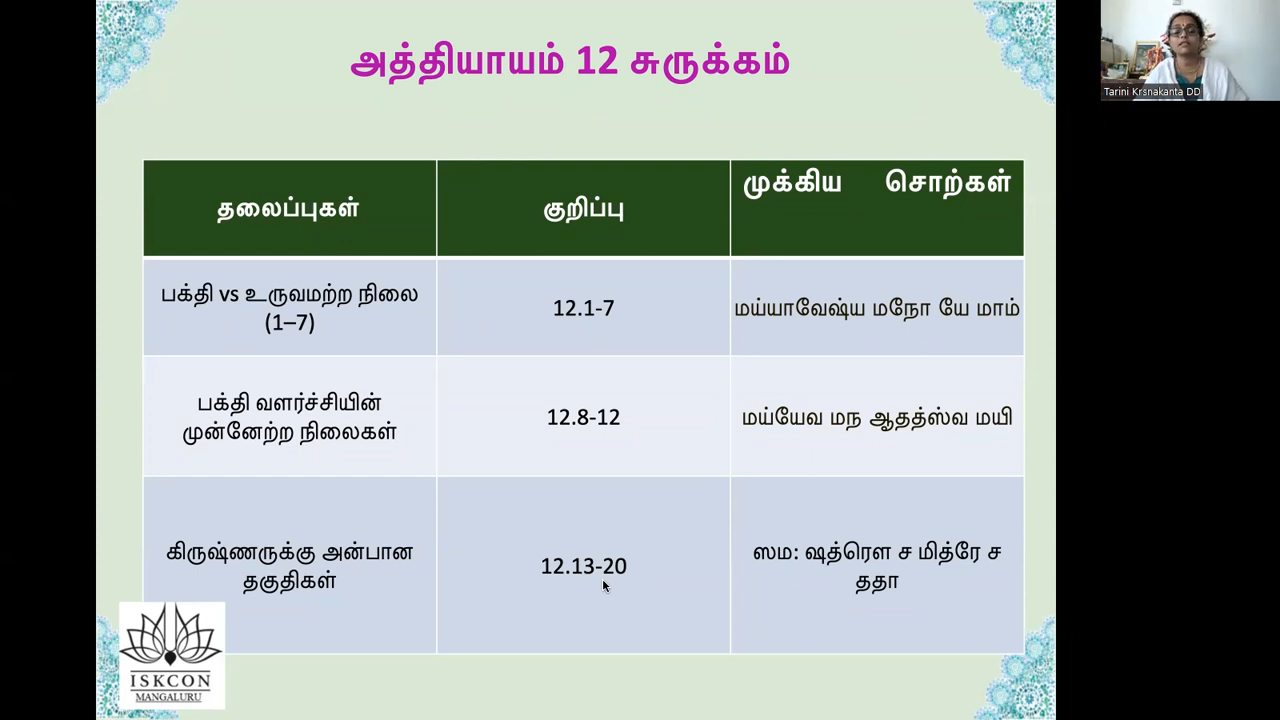 அத்தியாயம் 12 சுருக்கம்
Tarini Krsnakanta DD
தலைப்புகள்
குறிப்பு
முக்கிய சொற்கள்
பக்தி vs உருவமற்ற நிலை
(1–7)
12.1-7
மய்யாவேஷ்ய மநோ யே மாம்
பக்தி வளர்ச்சியின்
முன்னேற்ற நிலைகள்
12.8-12
மய்யேவ மந ஆதத்ஸ்வ மயி
கிருஷ்ணருக்கு அன்பான
தகுதிகள்
12.13-20
ஸம: ஷத்ரௌ ச மித்ரே ச
ததா
ISKCON
MANGALURU